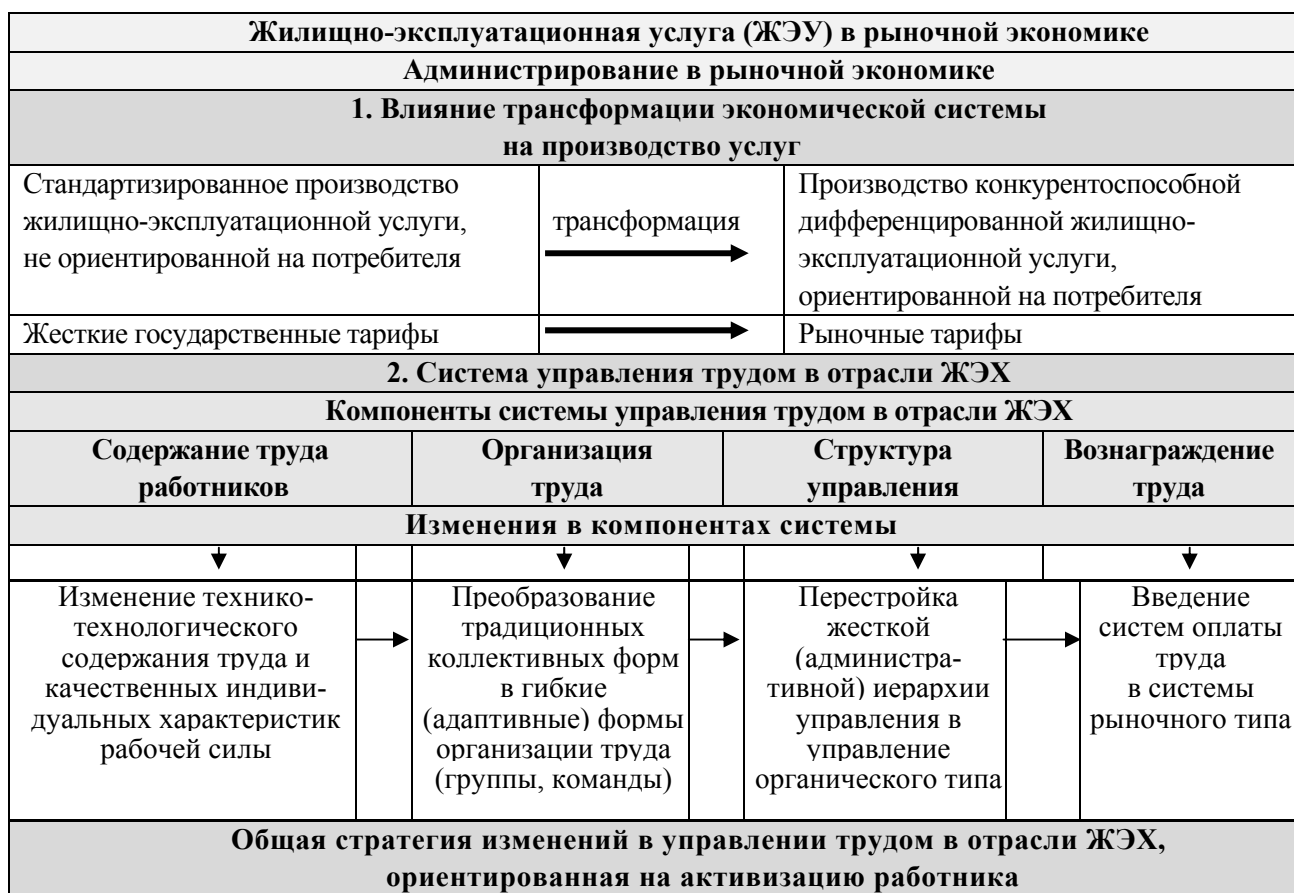 Жилищно-эксплуатационная услуга (ЖЭУ) в рыночной экономике
Администрирование в рыночной экономике
1. Влияние трансформации экономической системы
на производство услуг
Стандартизированное производство
жилищно-эксплуатационной услуги,
не ориентированной на потребителя
трансформация
Производство конкурентоспособной
дифференцированной жилищно-
эксплуатационной услуги,
ориентированной на потребителя
Жесткие государственные тарифы
Рыночные тарифы
2. Система управления трудом в отрасли ЖЭХ
Компоненты системы управления трудом в отрасли ЖЭХ
Содержание труда
работников
Организация
труда
Структура
управления
Вознаграждение
труда
Изменения в компонентах системы
Изменение технико-
технологического
содержания труда и
качественных индиви-
дуальных характеристик
рабочей силы
Преобразование
традиционных
коллективных форм
в гибкие
(адаптивные) формы
организации труда
(группы, команды)
Перестройка
жесткой
(администра-
тивной) иерархии
управления в
управление
органического типа
Введение
систем оплаты
труда
в системы
рыночного типа
Общая стратегия изменений в управлении трудом в отрасли ЖЭХ,
ориентированная на активизацию работника